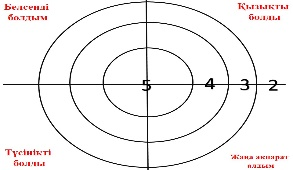 Белсенді
болдым
Қызықты
болды
5 4 3 2
Түсінікті
болды
Жаңа ақпарат
алдым